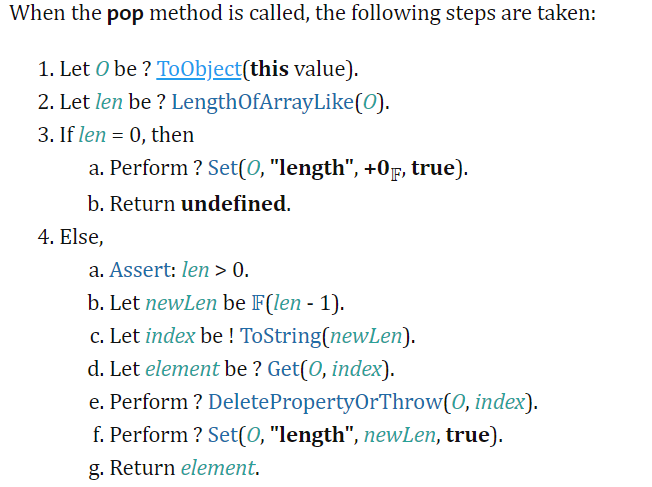 When the pop method is called, the following steps are taken:
1. Let O be ? ToObject(this value).
2. Let len be ? LengthOfArrayLike(O).
3. If len = 0, then
a. Perform ? Set(O, "length", +0𝔽, true).
b. Return undefined.
4. Else,
a. Assert: len > 0.
b. Let newLen be 𝔽(len - 1).
c. Let index be ! ToString(newLen).
d. Let element be ? Get(O, index).
e. Perform ? DeletePropertyOrThrow(O, index).
f. Perform ? Set(O, "length", newLen, true).
g. Return element.